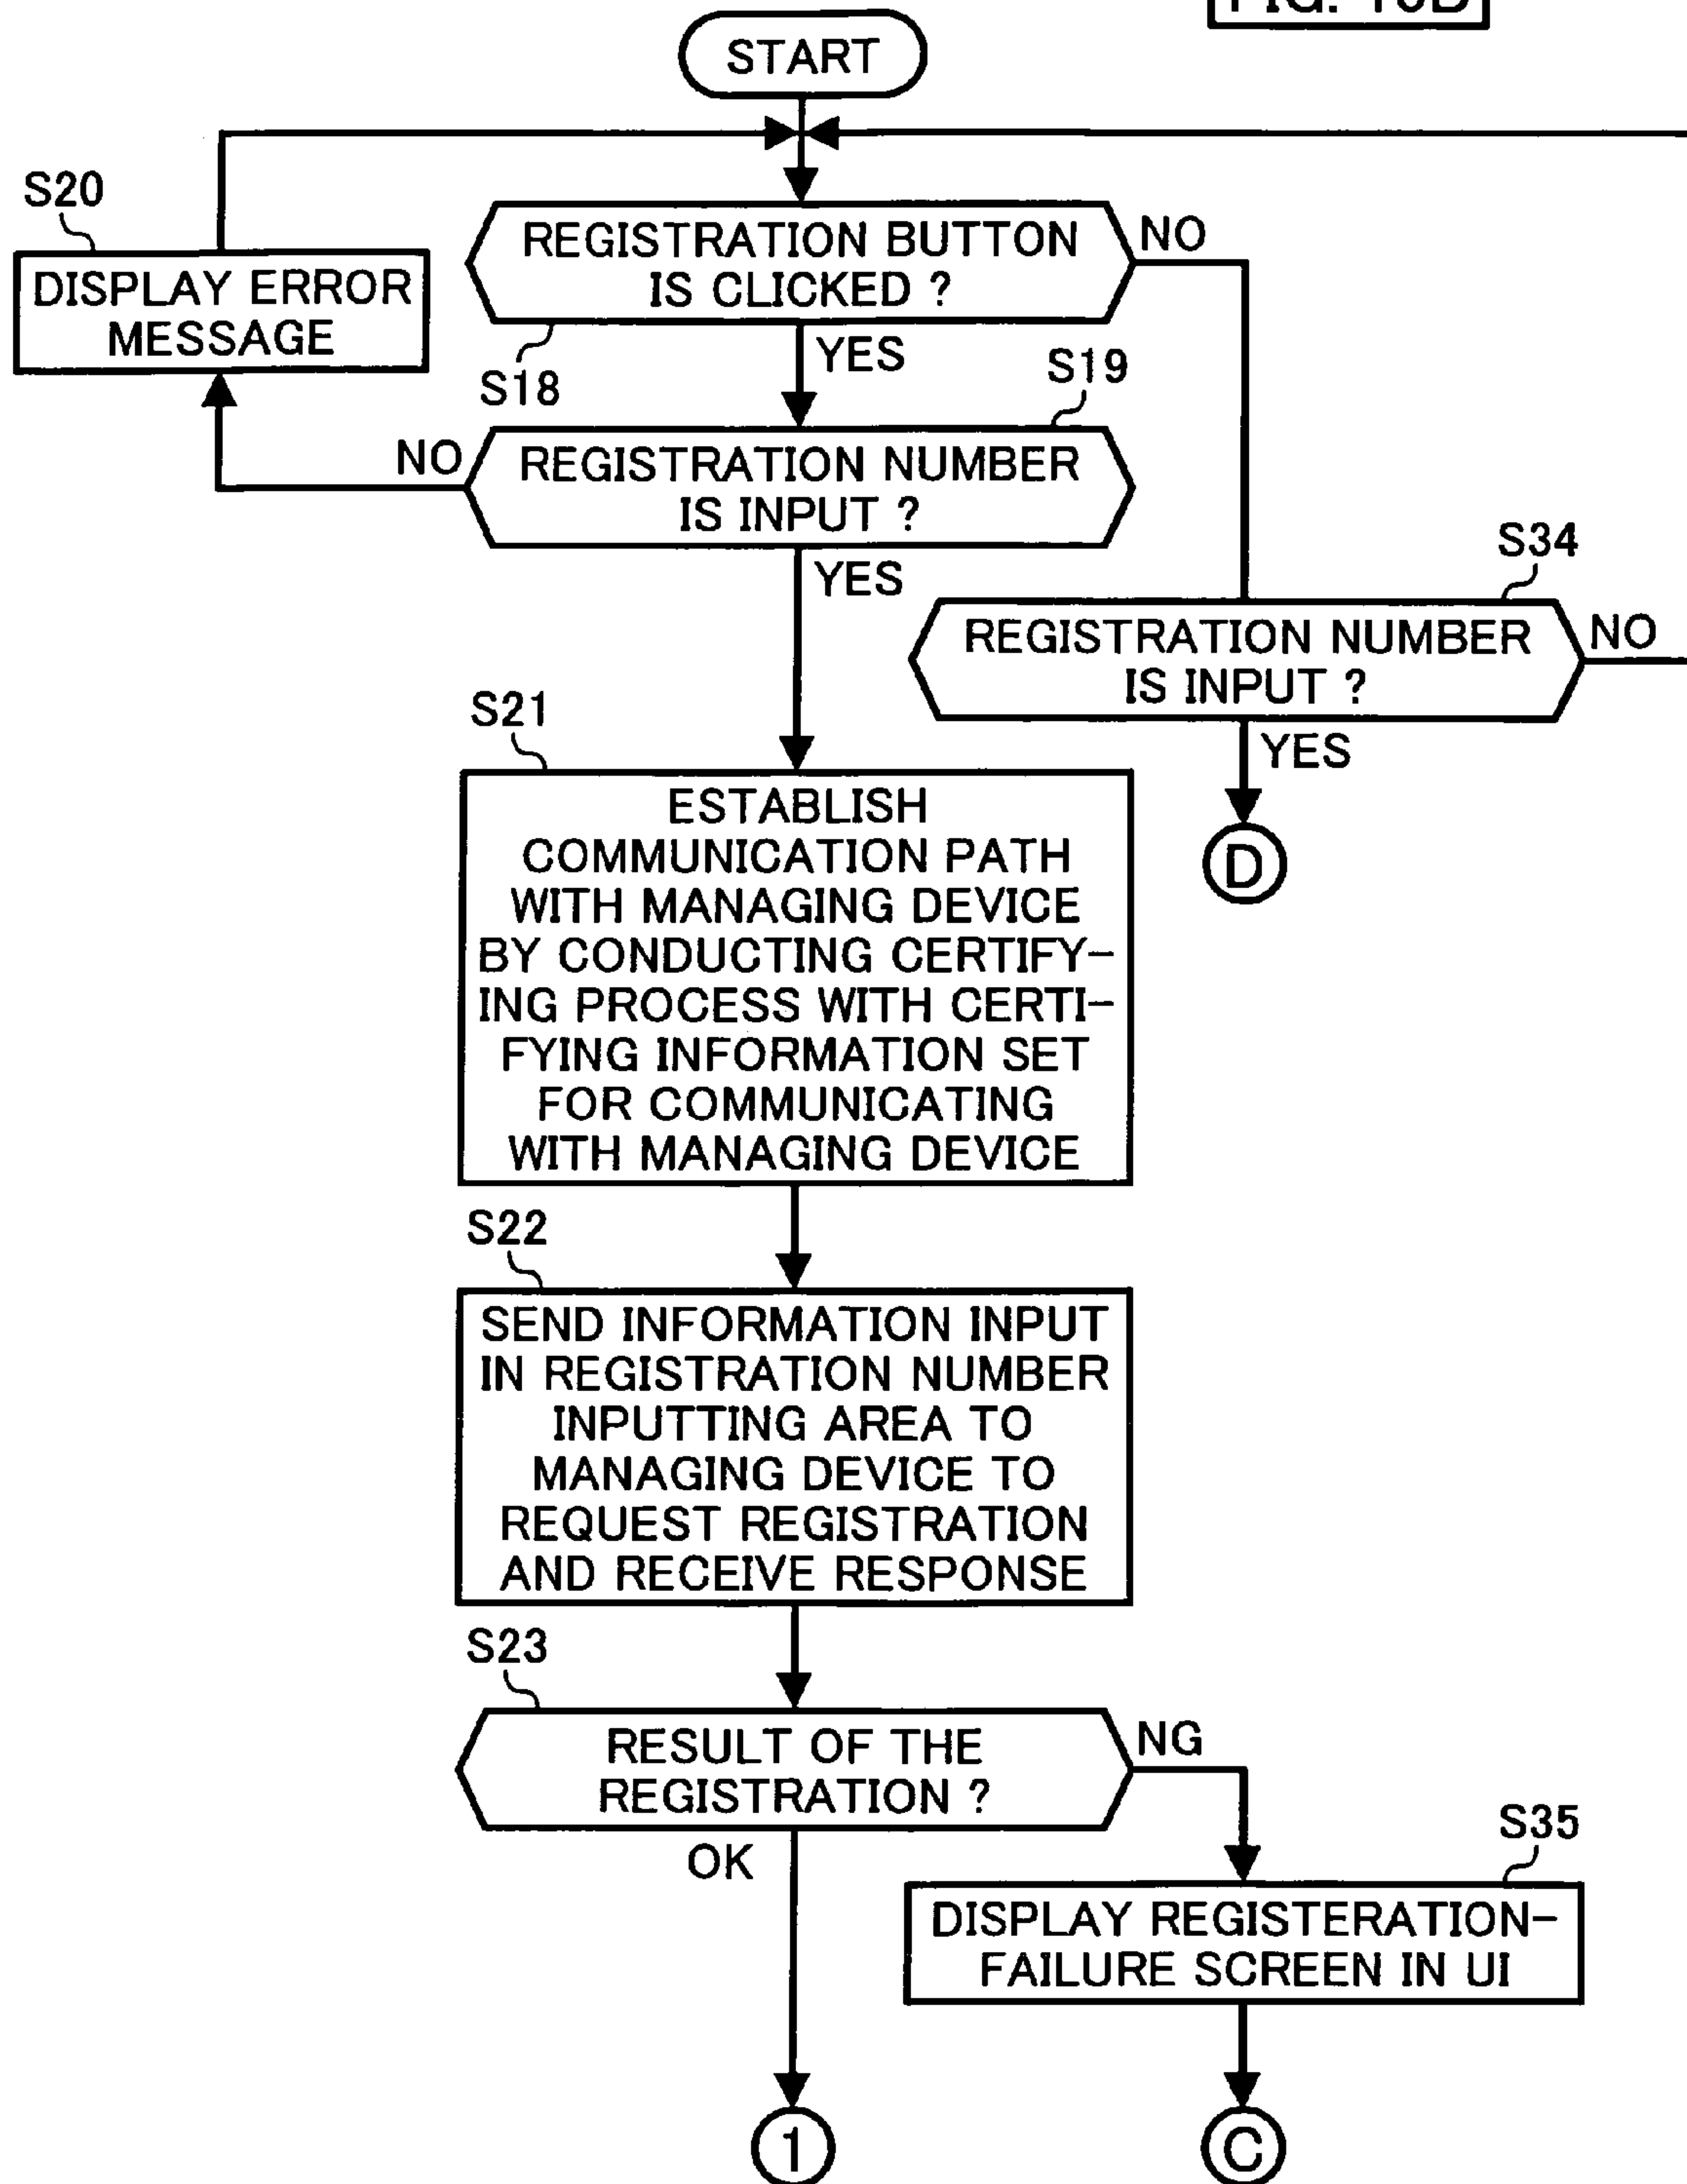 START
S20
REGISTRATION BUTTON
IS CLICKED ?
NO
DISPLAY ERROR
MESSAGE
S18
YES
S19
NO
REGISTRATION NUMBER
IS INPUT ?
YES
S34
REGISTRATION NUMBER
IS INPUT ?
NO
YES
D
S21
ESTABLISH
COMMUNICATION PATH
WITH MANAGING DEVICE
BY CONDUCTING CERTIFY-
ING PROCESS WITH CERTI-
FYING INFORMATION SET
FOR COMMUNICATING
WITH MANAGING DEVICE
S22
SEND INFORMATION INPUT
IN REGISTRATION NUMBER
INPUTTING AREA TO
MANAGING DEVICE TO
REQUEST REGISTRATION
AND RECEIVE RESPONSE
S23
RESULT OF THE
REGISTRATION ?
NG
OK
S35
DISPLAY REGISTERATION-
FAILURE SCREEN IN UI
1
C